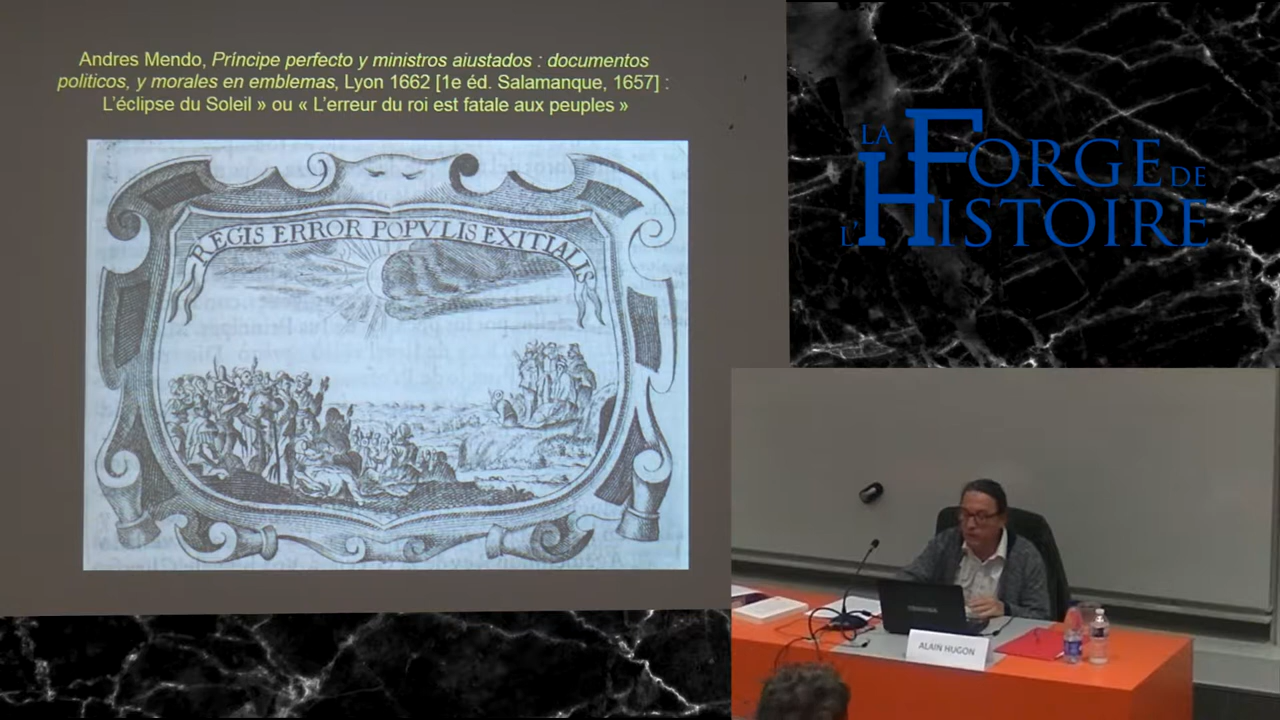 Andres Mendo, Príncipe perfecto y ministros aiustados : documentos
politicos, y morales en emblemas, Lyon 1662 [1e éd. Salamanque, 1657] :
L'éclipse du Soleil » ou « L'erreur du roi est fatale aux peuples »
REGIS ERROR POPVLIS EXITIALIS
LA FORGE DE
L'HISTOIRE
TOSHIBA
ALAIN HUGON